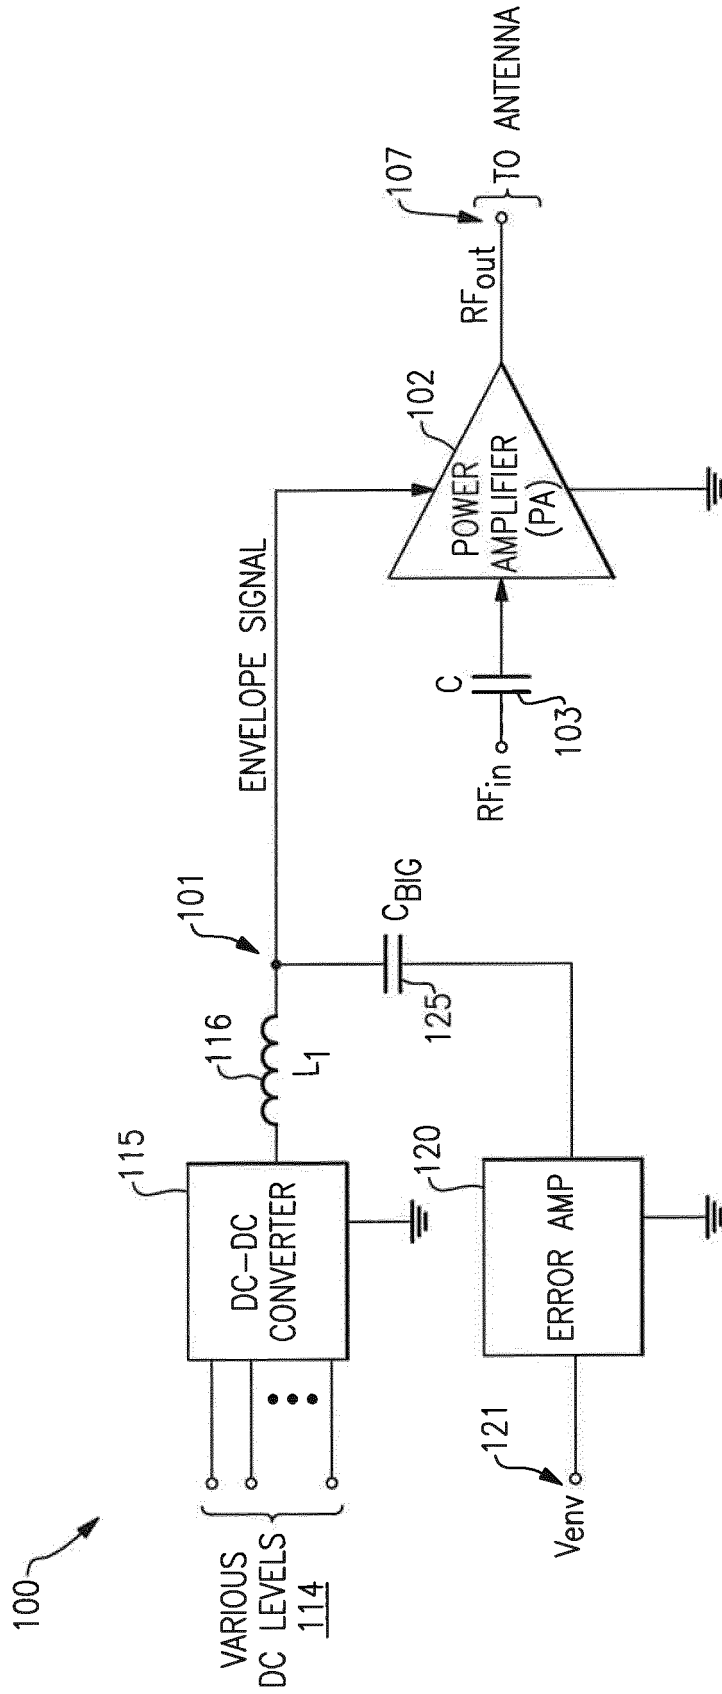 100
VARIOUS
DC LEVELS
114
115
DC-DC
CONVERTER
116
L1
101
ENVELOPE SIGNAL
121
Venv
120
ERROR AMP
125
CBIG
RFin
C
103
102
POWER
AMPLIFIER
(PA)
RFout
107
TO ANTENNA